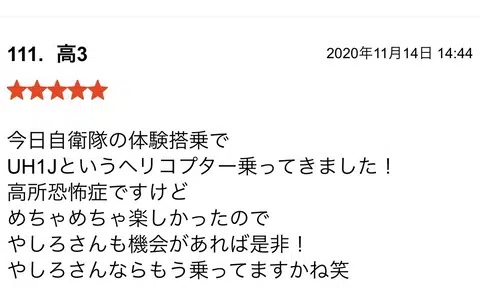 111. 高3
2020年11月14日 14:44
★★★★★
今日自衛隊の体験搭乗で
UH1Jというヘリコプター乗ってきました！
高所恐怖症ですけど
めちゃめちゃ楽しかったので
やしろさんも機会があれば是非！
やしろさんならもう乗ってますかね笑